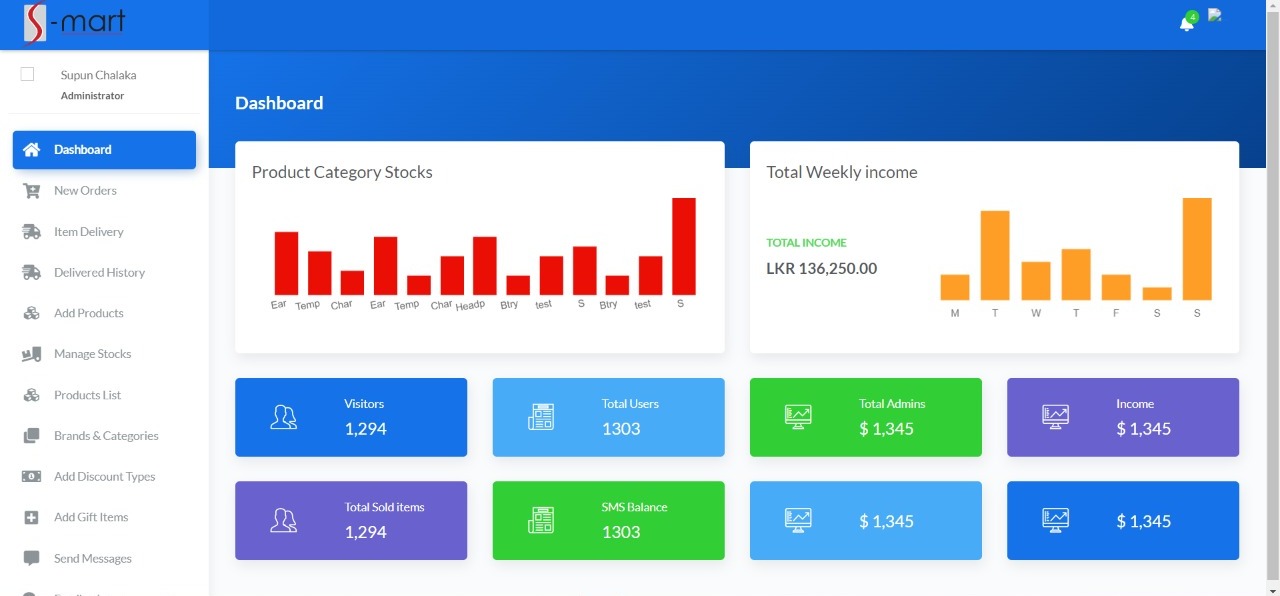 S-mart
4
Supun Chalaka
Administrator
Dashboard
New Orders
Item Delivery
Delivered History
Add Products
Manage Stocks
Products List
Brands & Categories
Add Discount Types
Add Gift Items
Send Messages
Dashboard
Product Category Stocks
Ear Temp Char Ear Temp Char Headp Btry test S Btry test S
Total Weekly income
TOTAL INCOME
LKR 136,250.00
M T W T F S S
Visitors
1,294
Total Users
1303
Total Admins
$ 1,345
Income
$ 1,345
Total Sold items
1,294
SMS Balance
1303
$ 1,345
$ 1,345